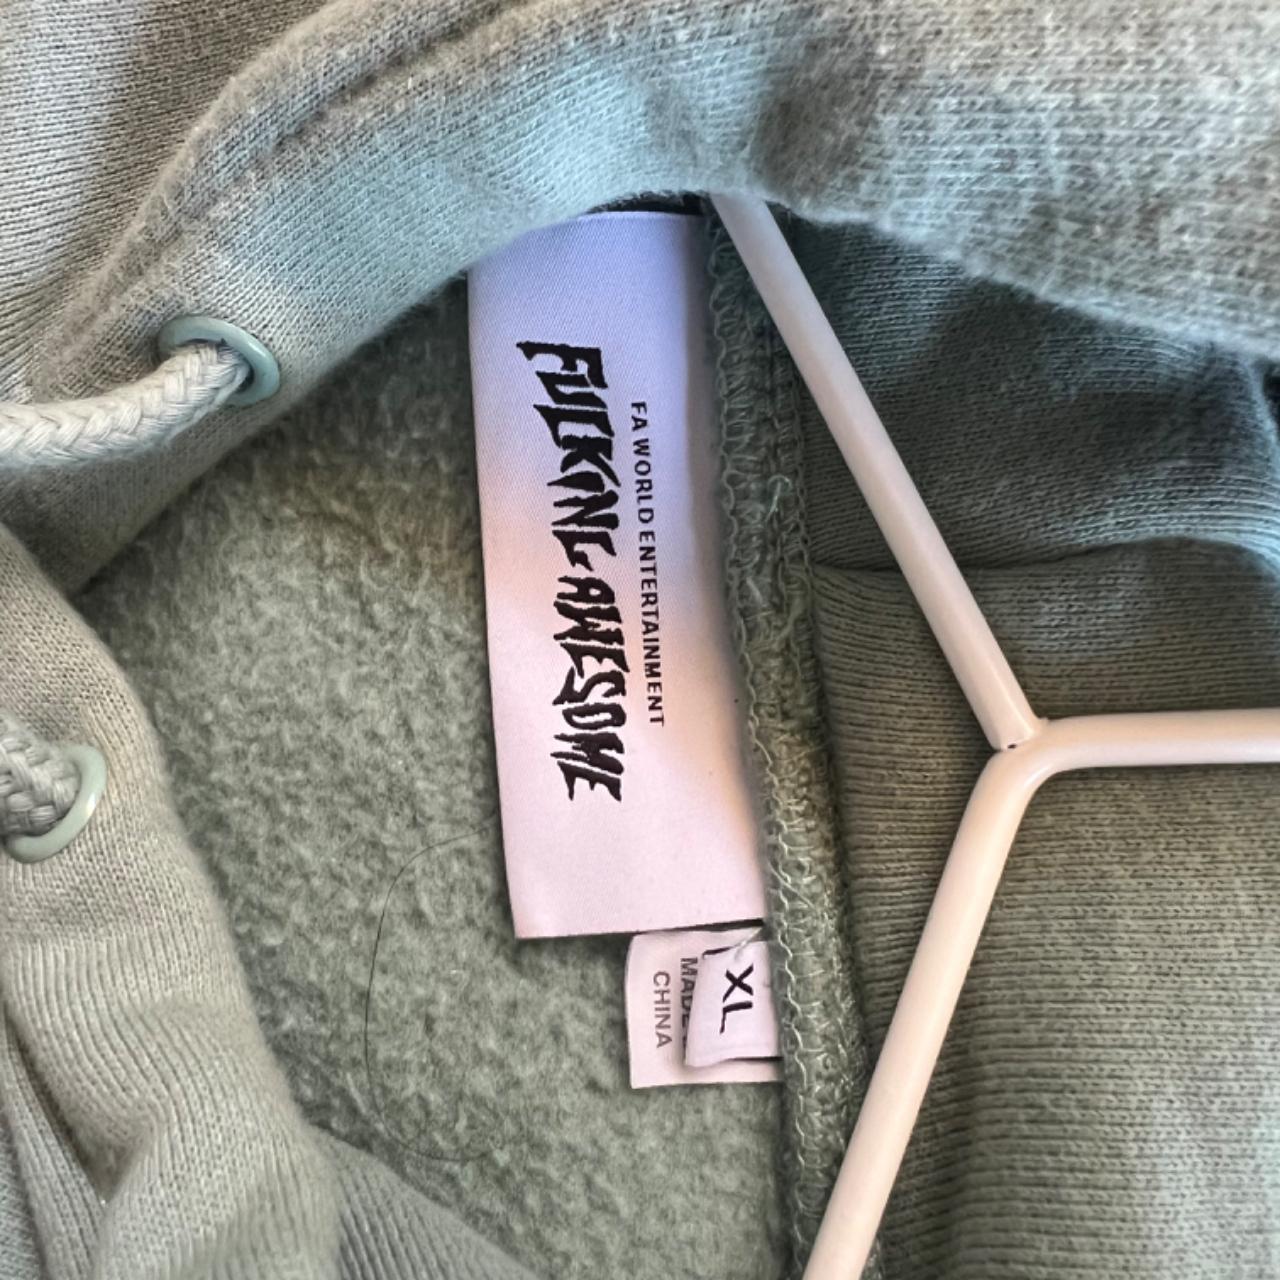 FA WORLD ENTERTAINMENT
FUCKING AWESOME
XL
MADE
CHINA